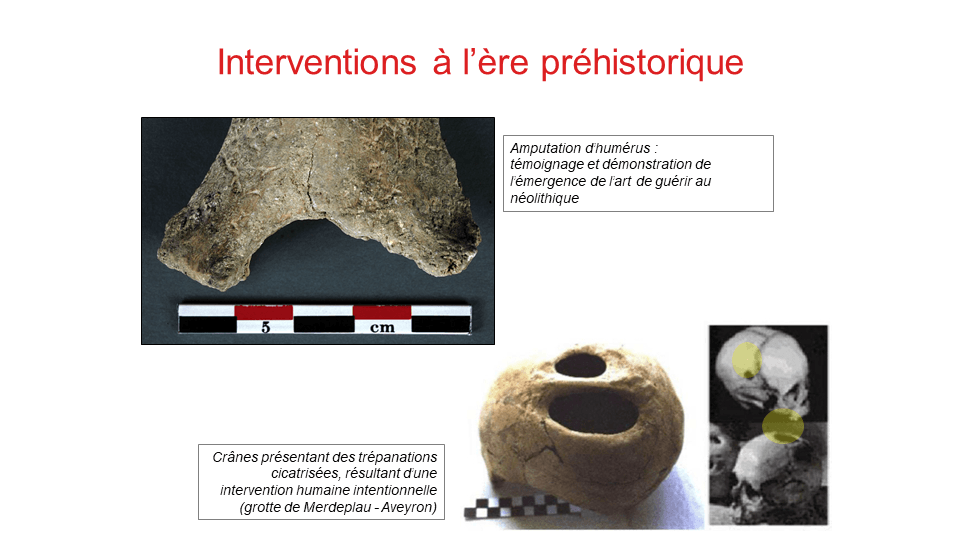 Interventions à l’ère préhistorique
Amputation d'humérus :
témoignage et démonstration de
l'émergence de l'art de guérir au
néolithique
5 cm
Crânes présentant des trépanations
cicatrisées, résultant d'une
intervention humaine intentionnelle
(grotte de Merdeplau - Aveyron)